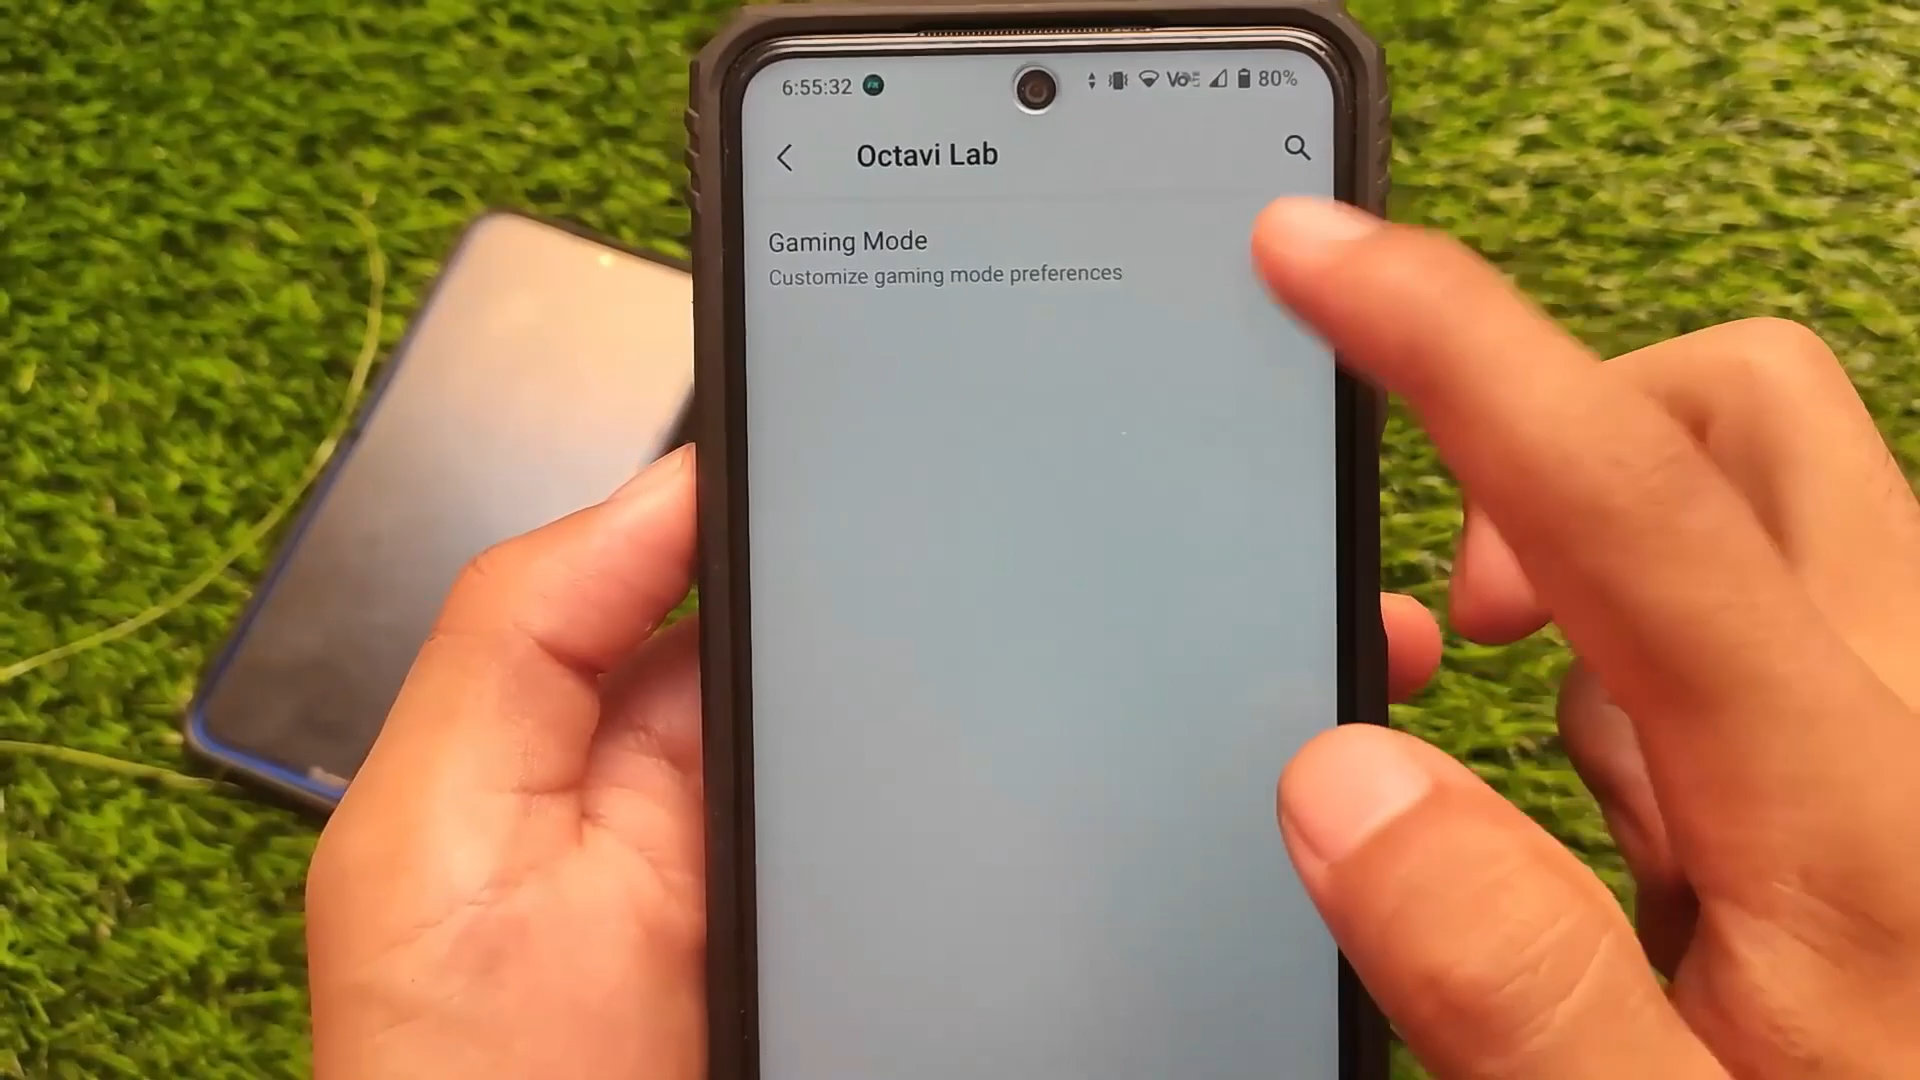 6:55:32 80%
Octavi Lab
Gaming Mode
Customize gaming mode preferences